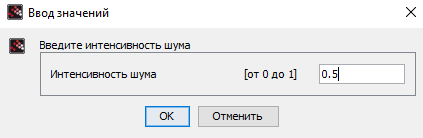 Ввод значений
Введите интенсивность шума
Интенсивность шума [от 0 до 1] 0.5
OK Отменить